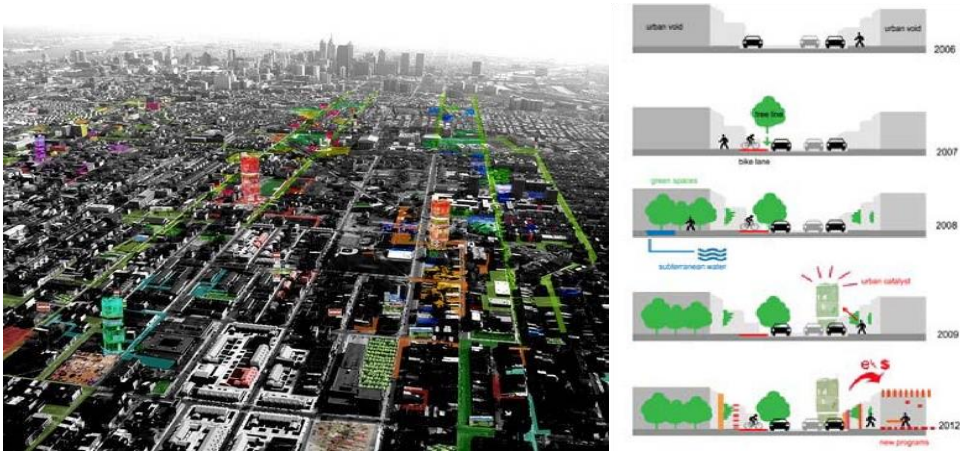 urban void
urban void
2006
tree line
2007
bike lane
green spaces
2008
subterranean water
urban catalyst
2009
2012
new programs